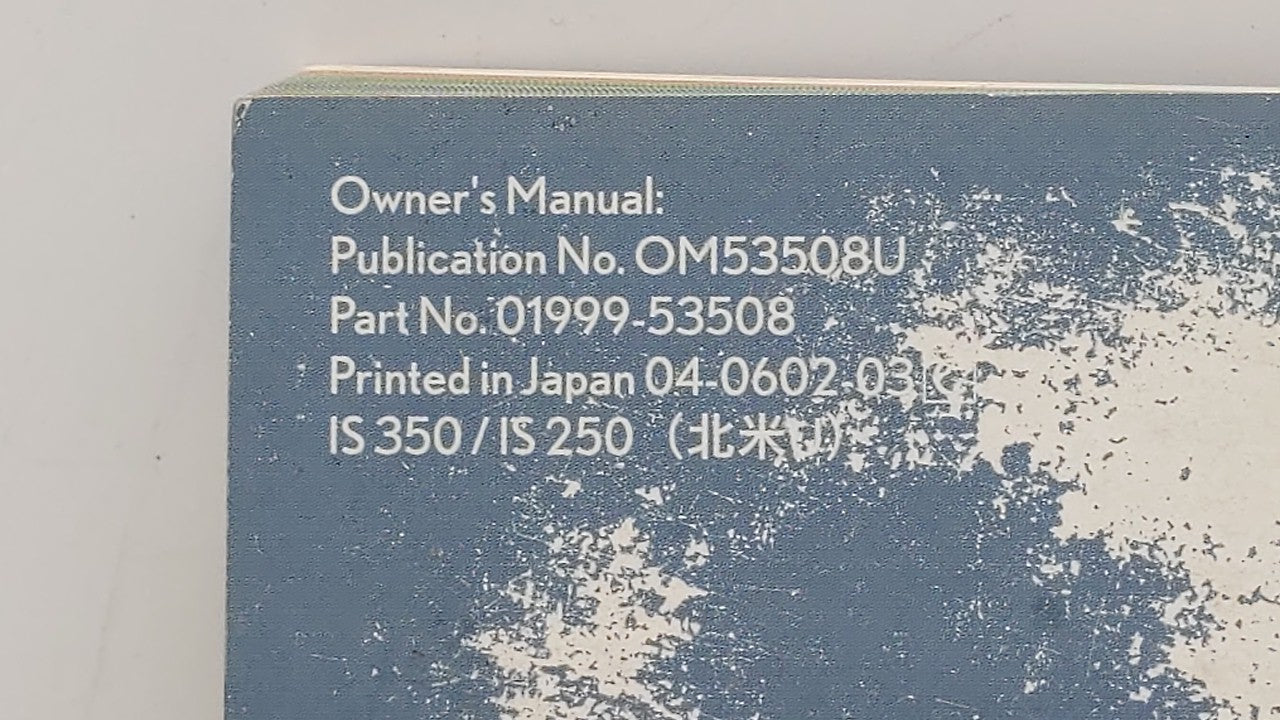 Owner's Manual:
Publication No. OM53508U
Part No. 01999-53508
Printed in Japan 04-0602-03
IS 350 / IS 250（北米U）